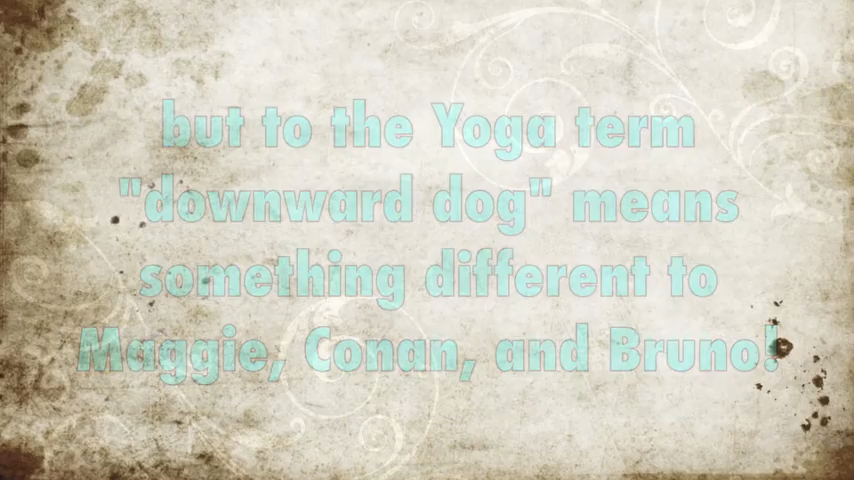 but to the Yoga term
"downward dog" means
something different to
Maggie, Conan, and Bruno!